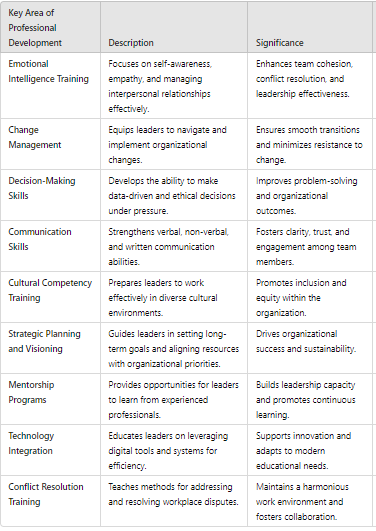 Key Area of
Professional
Development
Description
Significance
Emotional
Intelligence Training
Focuses on self-awareness,
empathy, and managing
interpersonal relationships
effectively.
Enhances team cohesion,
conflict resolution, and
leadership effectiveness.
Change
Management
Equips leaders to navigate and
implement organizational
changes.
Ensures smooth transitions
and minimizes resistance to
change.
Decision-Making
Skills
Develops the ability to make
data-driven and ethical decisions
under pressure.
Improves problem-solving
and organizational
outcomes.
Communication
Skills
Strengthens verbal, non-verbal,
and written communication
abilities.
Fosters clarity, trust, and
engagement among team
members.
Cultural Competency
Training
Prepares leaders to work
effectively in diverse cultural
environments.
Promotes inclusion and
equity within the
organization.
Strategic Planning
and Visioning
Guides leaders in setting long-
term goals and aligning resources
with organizational priorities.
Drives organizational
success and sustainability.
Mentorship
Programs
Provides opportunities for leaders
to learn from experienced
professionals.
Builds leadership capacity
and promotes continuous
learning.
Technology
Integration
Educates leaders on leveraging
digital tools and systems for
efficiency.
Supports innovation and
adapts to modern
educational needs.
Conflict Resolution
Training
Teaches methods for addressing
and resolving workplace disputes.
Maintains a harmonious
work environment and
fosters collaboration.